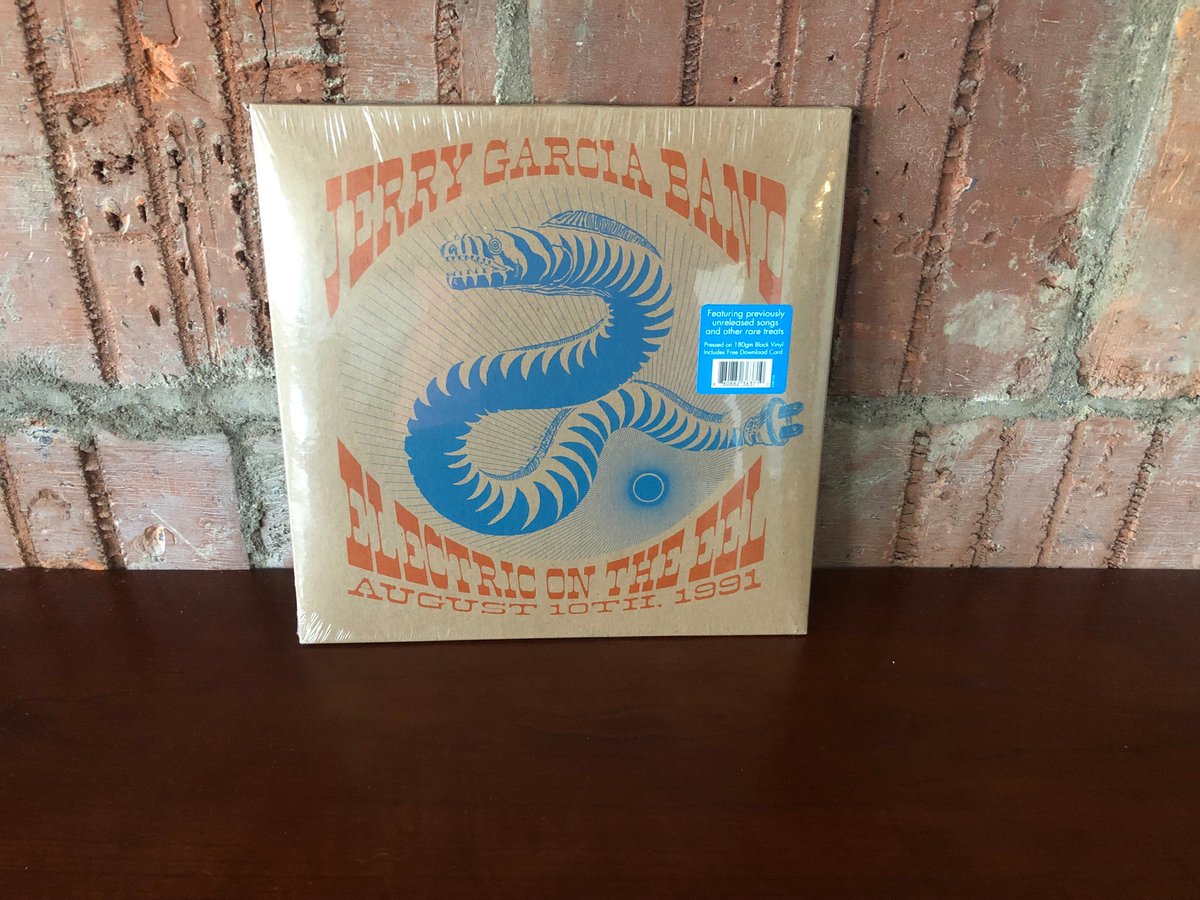 JERRY GARCIA BAND
Featuring previously
unreleased songs
and other rare treats
Pressed on 180gm Black Vinyl
Includes Free Download Card
ELECTRIC ON THE EEL
AUGUST 10TH, 1991